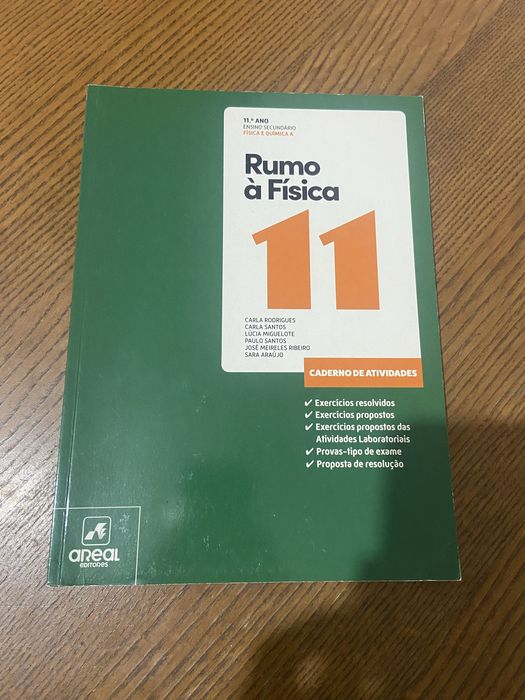 11.º ANO
ENSINO SECUNDÁRIO
FÍSICA E QUÍMICA A
Rumo
à Física
11
CARLA RODRIGUES
CARLA SANTOS
LÚCIA MIGUELOTE
PAULO SANTOS
JOSÉ MEIRELES RIBEIRO
SARA ARAÚJO
CADERNO DE ATIVIDADES
✓ Exercícios resolvidos
✓ Exercícios propostos
✓ Exercícios propostos das
Atividades Laboratoriais
✓ Provas-tipo de exame
✓ Proposta de resolução
AREAL
EDITORES